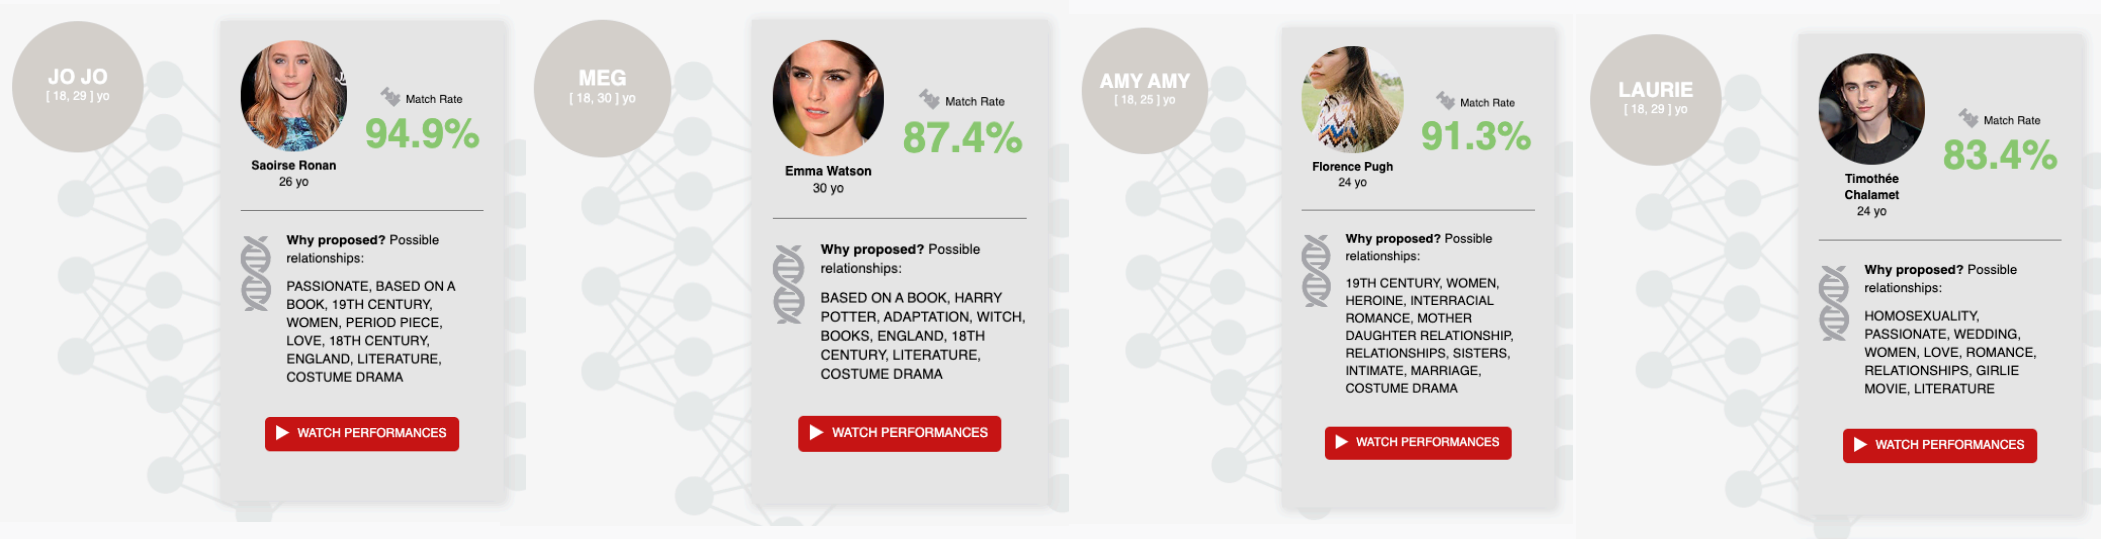 JO JO
[ 18, 29 ] yo
Match Rate
94.9%
Saoirse Ronan
26 yo
Why proposed? Possible
relationships:
PASSIONATE, BASED ON A
BOOK, 19TH CENTURY,
WOMEN, PERIOD PIECE,
LOVE, 18TH CENTURY,
ENGLAND, LITERATURE,
COSTUME DRAMA
WATCH PERFORMANCES
MEG
[ 18, 30 ] yo
Match Rate
87.4%
Emma Watson
30 yo
Why proposed? Possible
relationships:
BASED ON A BOOK, HARRY
POTTER, ADAPTATION, WITCH,
BOOKS, ENGLAND, 18TH
CENTURY, LITERATURE,
COSTUME DRAMA
WATCH PERFORMANCES
AMY AMY
[ 18, 25 ] yo
Match Rate
91.3%
Florence Pugh
24 yo
Why proposed? Possible
relationships:
19TH CENTURY, WOMEN,
HEROINE, INTERRACIAL
ROMANCE, MOTHER
DAUGHTER RELATIONSHIP,
RELATIONSHIPS, SISTERS,
INTIMATE, MARRIAGE,
COSTUME DRAMA
WATCH PERFORMANCES
LAURIE
[ 18, 29 ] yo
Match Rate
83.4%
Timothée
Chalamet
24 yo
Why proposed? Possible
relationships:
HOMOSEXUALITY,
PASSIONATE, WEDDING,
WOMEN, LOVE, ROMANCE,
RELATIONSHIPS, GIRLIE
MOVIE, LITERATURE
WATCH PERFORMANCES